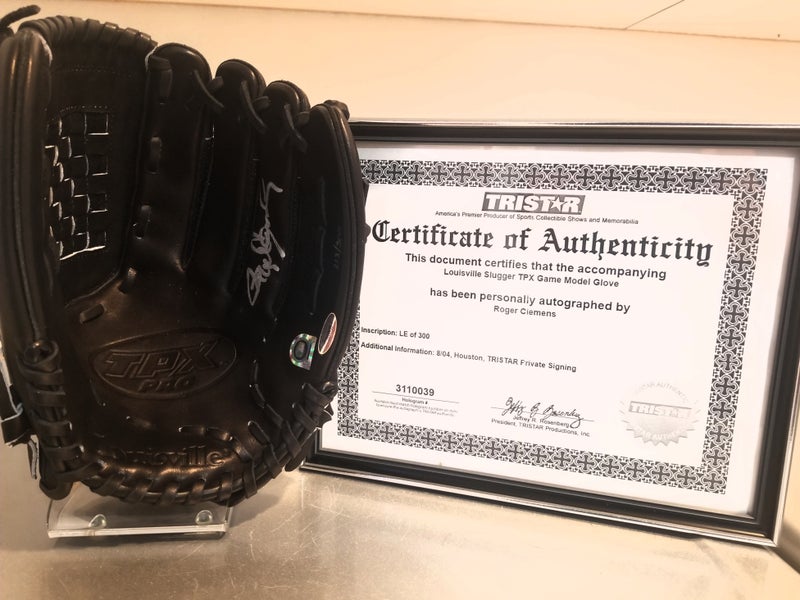 TPX
PRO
Louisville
TRISTAR
America's Premier Producer of Sports Collectible Shows and Memorabilia
Certificate of Authenticity
This document certifies that the accompanying
Louisville Slugger TPX Game Model Glove
has been personally autographed by
Roger Clemens
Inscription: LE of 300
Additional Information: 8/04, Houston, TRISTAR Private Signing
3110039
Hologram #
Jeffrey R. Rosenberg
President, TRISTAR Productions, Inc.
TRISTAR